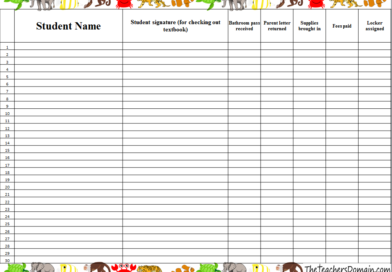 Student Name
Student signature (for checking out
textbook)
Bathroom pass
received
Parent letter
returned
Supplies
brought in
Fees paid
Locker
assigned
1
2
3
4
5
6
7
8
9
10
11
12
13
14
15
16
17
18
19
20
21
22
23
24
25
26
27
28
29
30
TheTeachersDomain.com